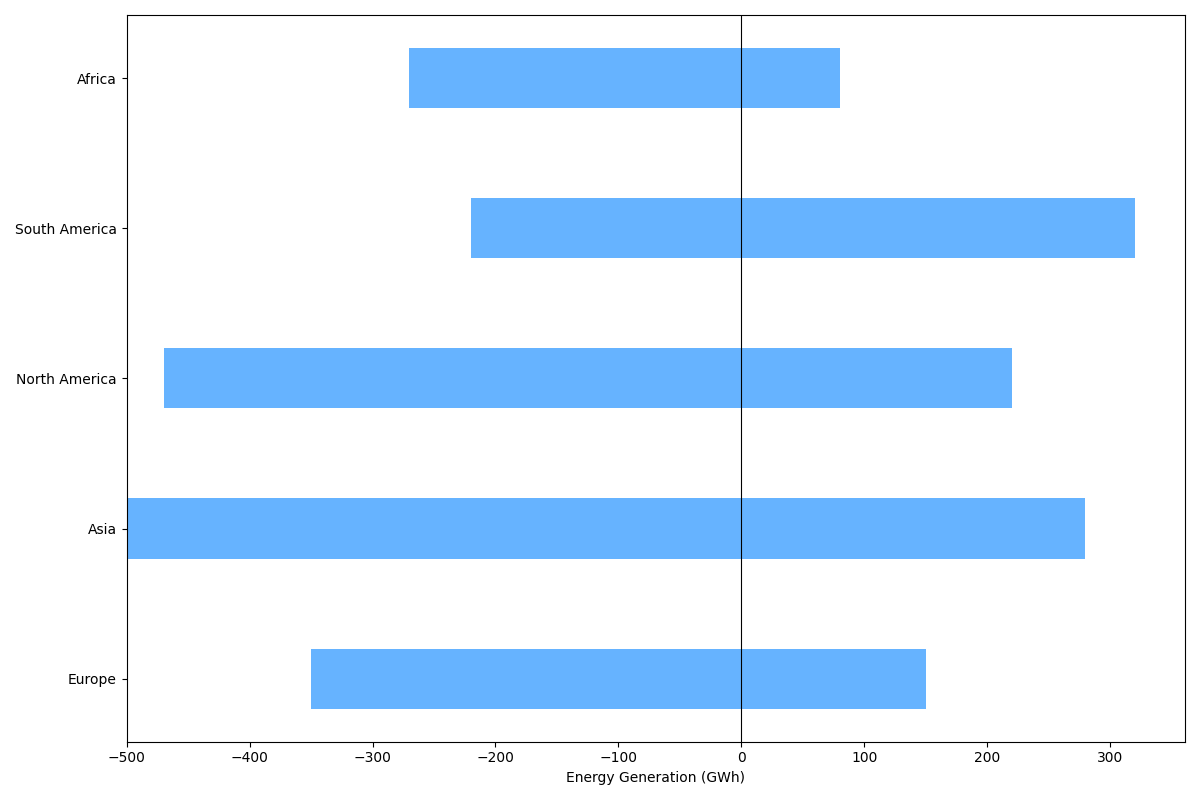 Africa
South America
North America
Asia
Europe
−500 −400 −300 −200 −100 0 100 200 300
Energy Generation (GWh)